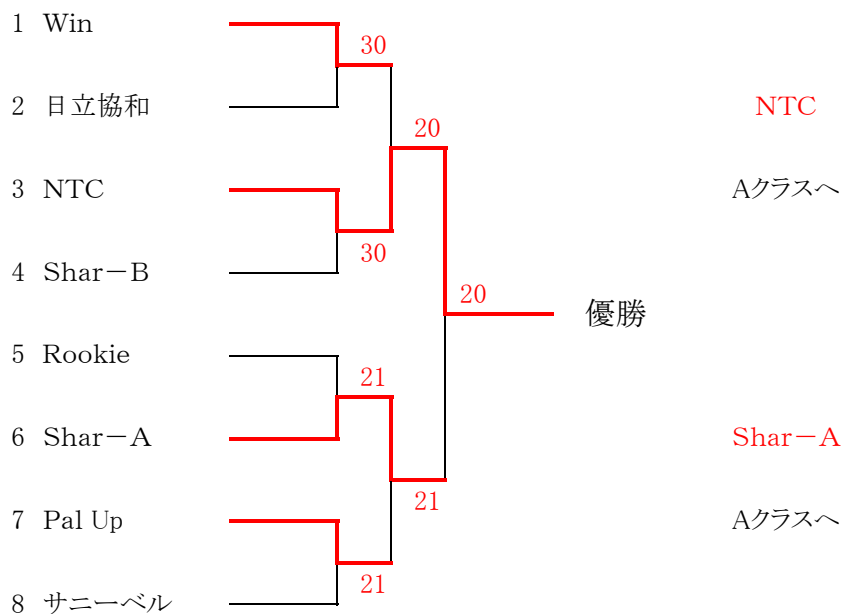 1 Win
30
2 日立協和
NTC
20
3 NTC
Aクラスへ
30
4 Shar－B
20
優勝
5 Rookie
21
6 Shar－A
Shar－A
21
7 Pal Up
Aクラスへ
21
8 サニーベル